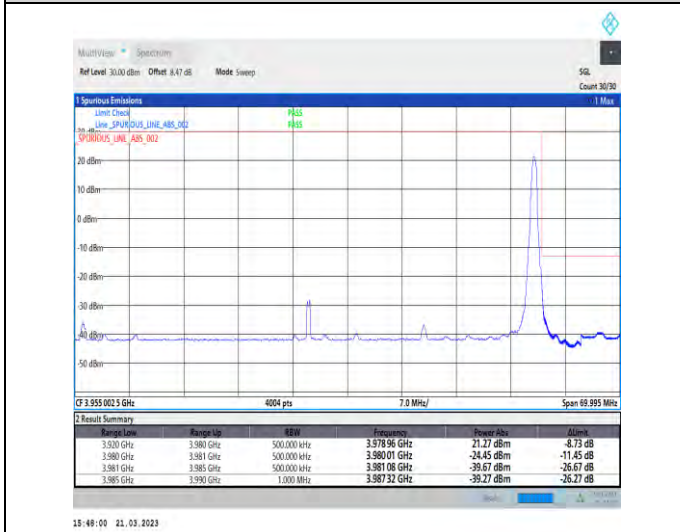 MultiView Spectrum
Ref Level 30.00 dBm Offset 8.47 dB Mode Sweep SGL
Count 30/30
1 Spurious Emissions 1 Max
Limit Check PASS
Line _SPURIOUS_LINE_ABS_002 PASS
_SPURIOUS_LINE_ABS_002
20 dBm
10 dBm
0 dBm
-10 dBm
-20 dBm
-30 dBm
-40 dBm
-50 dBm
CF 3.955 002 5 GHz 4004 pts 7.0 MHz/ Span 69.995 MHz
2 Result Summary
Range Low Range Up RBW Frequency Power Abs ΔLimit
3.920 GHz 3.980 GHz 500.000 kHz 3.978 96 GHz 21.27 dBm -8.73 dB
3.980 GHz 3.981 GHz 500.000 kHz 3.980 01 GHz -24.45 dBm -11.45 dB
3.981 GHz 3.985 GHz 500.000 kHz 3.981 08 GHz -39.67 dBm -26.67 dB
3.985 GHz 3.990 GHz 1.000 MHz 3.987 32 GHz -39.27 dBm -26.27 dB
15:48:00 21.03.2023